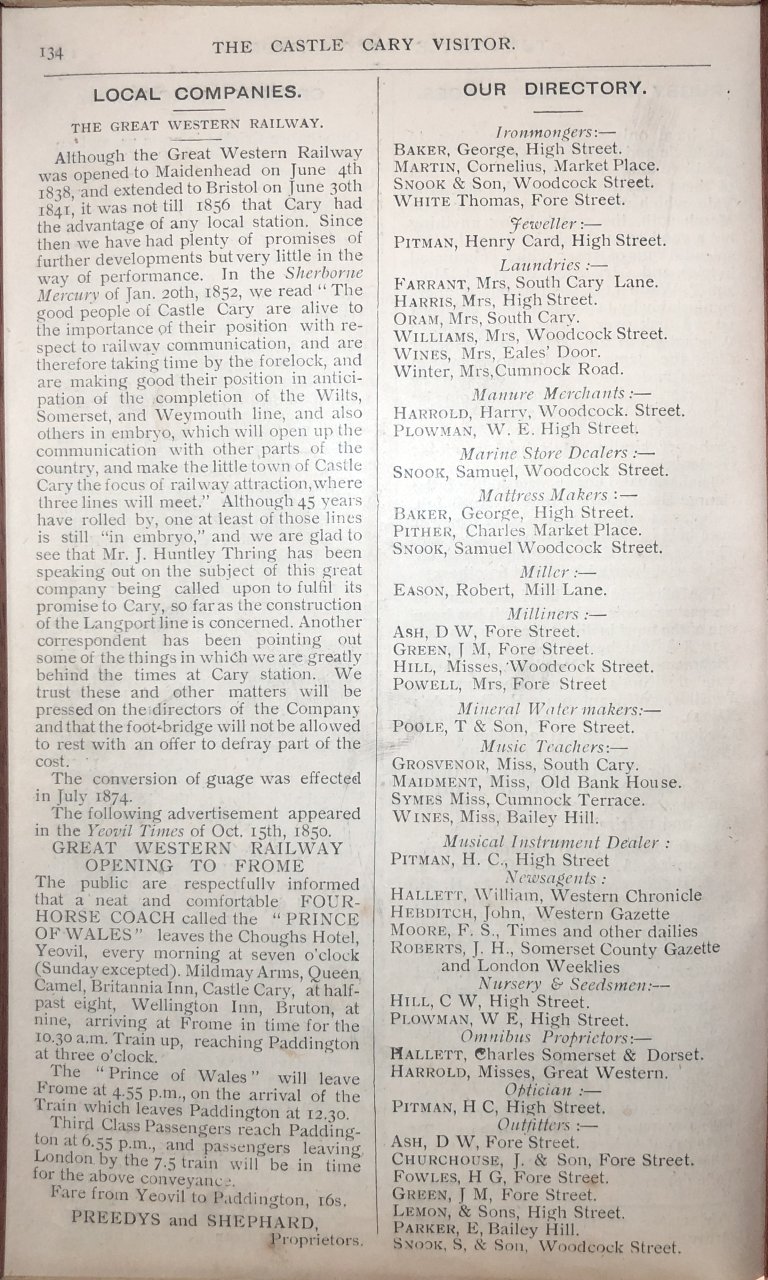 134
THE CASTLE CARY VISITOR.
LOCAL COMPANIES.
THE GREAT WESTERN RAILWAY.
Although the Great Western Railway
was opened to Maidenhead on June 4th
1838, and extended to Bristol on June 30th
1841, it was not till 1856 that Cary had
the advantage of any local station. Since
then we have had plenty of promises of
further developments but very little in the
way of performance. In the Sherborne
Mercury of Jan. 20th, 1852, we read "The
good people of Castle Cary are alive to
the importance of their position with re-
spect to railway communication, and are
therefore taking time by the forelock, and
are making good their position in antici-
pation of the completion of the Wilts,
Somerset, and Weymouth line, and also
others in embryo, which will open up the
communication with other parts of the
country, and make the little town of Castle
Cary the focus of railway attraction, where
three lines will meet." Although 45 years
have rolled by, one at least of those lines
is still "in embryo," and we are glad to
see that Mr. J. Huntley Thring has been
speaking out on the subject of this great
company being called upon to fulfil its
promise to Cary, so far as the construction
of the Langport line is concerned. Another
correspondent has been pointing out
some of the things in which we are greatly
behind the times at Cary station. We
trust these and other matters will be
pressed on the directors of the Company
and that the foot-bridge will not be allowed
to rest with an offer to defray part of the
cost.
The conversion of guage was effected
in July 1874.
The following advertisement appeared
in the Yeovil Times of Oct. 15th, 1850.
GREAT WESTERN RAILWAY
OPENING TO FROME
The public are respectfully informed
that a neat and comfortable FOUR-
HORSE COACH called the "PRINCE
OF WALES" leaves the Choughs Hotel,
Yeovil, every morning at seven o'clock
(Sunday excepted). Mildmay Arms, Queen
Camel, Britannia Inn, Castle Cary, at half-
past eight, Wellington Inn, Bruton, at
nine, arriving at Frome in time for the
10.30 a.m. Train up, reaching Paddington
at three o'clock.
The "Prince of Wales" will leave
Frome at 4.55 p.m., on the arrival of the
Train which leaves Paddington at 12.30.
Third Class Passengers reach Padding-
ton at 6.55 p.m., and passengers leaving
London by the 7.5 train will be in time
for the above conveyance.
Fare from Yeovil to Paddington, 16s.
PREEDYS and SHEPHARD,
Proprietors.
OUR DIRECTORY.
Ironmongers:—
BAKER, George, High Street.
MARTIN, Cornelius, Market Place.
SNOOK & Son, Woodcock Street.
WHITE Thomas, Fore Street.
Jeweller:—
PITMAN, Henry Card, High Street.
Laundries:—
FARRANT, Mrs, South Cary Lane.
HARRIS, Mrs, High Street.
ORAM, Mrs, South Cary.
WILLIAMS, Mrs, Woodcock Street.
WINES, Mrs, Eales' Door.
Winter, Mrs, Cumnock Road.
Manure Merchants:—
HARROLD, Harry, Woodcock. Street.
PLOWMAN, W. E. High Street.
Marine Store Dealers:—
SNOOK, Samuel, Woodcock Street.
Mattress Makers:—
BAKER, George, High Street.
PITHER, Charles Market Place.
SNOOK, Samuel Woodcock Street.
Miller:—
EASON, Robert, Mill Lane.
Milliners:—
ASH, D W, Fore Street.
GREEN, J M, Fore Street.
HILL, Misses, Woodcock Street.
POWELL, Mrs, Fore Street
Mineral Water makers:—
POOLE, T & Son, Fore Street.
Music Teachers:—
GROSVENOR, Miss, South Cary.
MAIDMENT, Miss, Old Bank House.
SYMES Miss, Cumnock Terrace.
WINES, Miss, Bailey Hill.
Musical Instrument Dealer:
PITMAN, H. C., High Street
Newsagents:
HALLETT, William, Western Chronicle
HEBDITCH, John, Western Gazette
MOORE, F. S., Times and other dailies
ROBERTS, J. H., Somerset County Gazette
and London Weeklies
Nursery & Seedsmen:—
HILL, C W, High Street.
PLOWMAN, W E, High Street.
Omnibus Proprietors:—
HALLETT, Charles Somerset & Dorset.
HARROLD, Misses, Great Western.
Optician:—
PITMAN, H C, High Street.
Outfitters:—
ASH, D W, Fore Street.
CHURCHOUSE, J. & Son, Fore Street.
FOWLES, H G, Fore Street.
GREEN, J M, Fore Street.
LEMON, & Sons, High Street.
PARKER, E, Bailey Hill.
SNOOK, S, & Son, Woodcock Street.